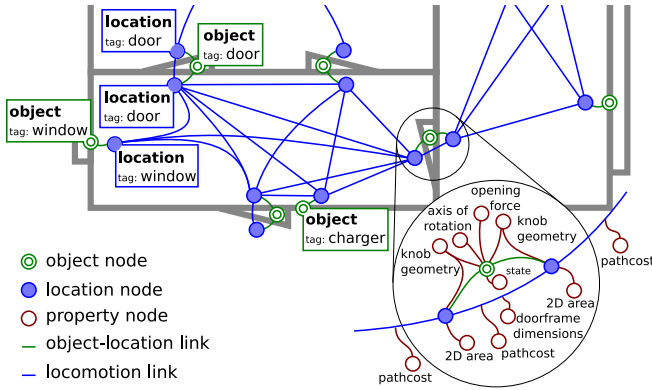 location
tag: door
object
tag: door
location
tag: door
object
tag: window
location
tag: window
object
tag: charger
opening
force
axis of
rotation
knob
geometry
knob
geometry
state
pathcost
2D area
doorframe
dimensions
2D area
pathcost
pathcost
object node
location node
property node
object-location link
locomotion link